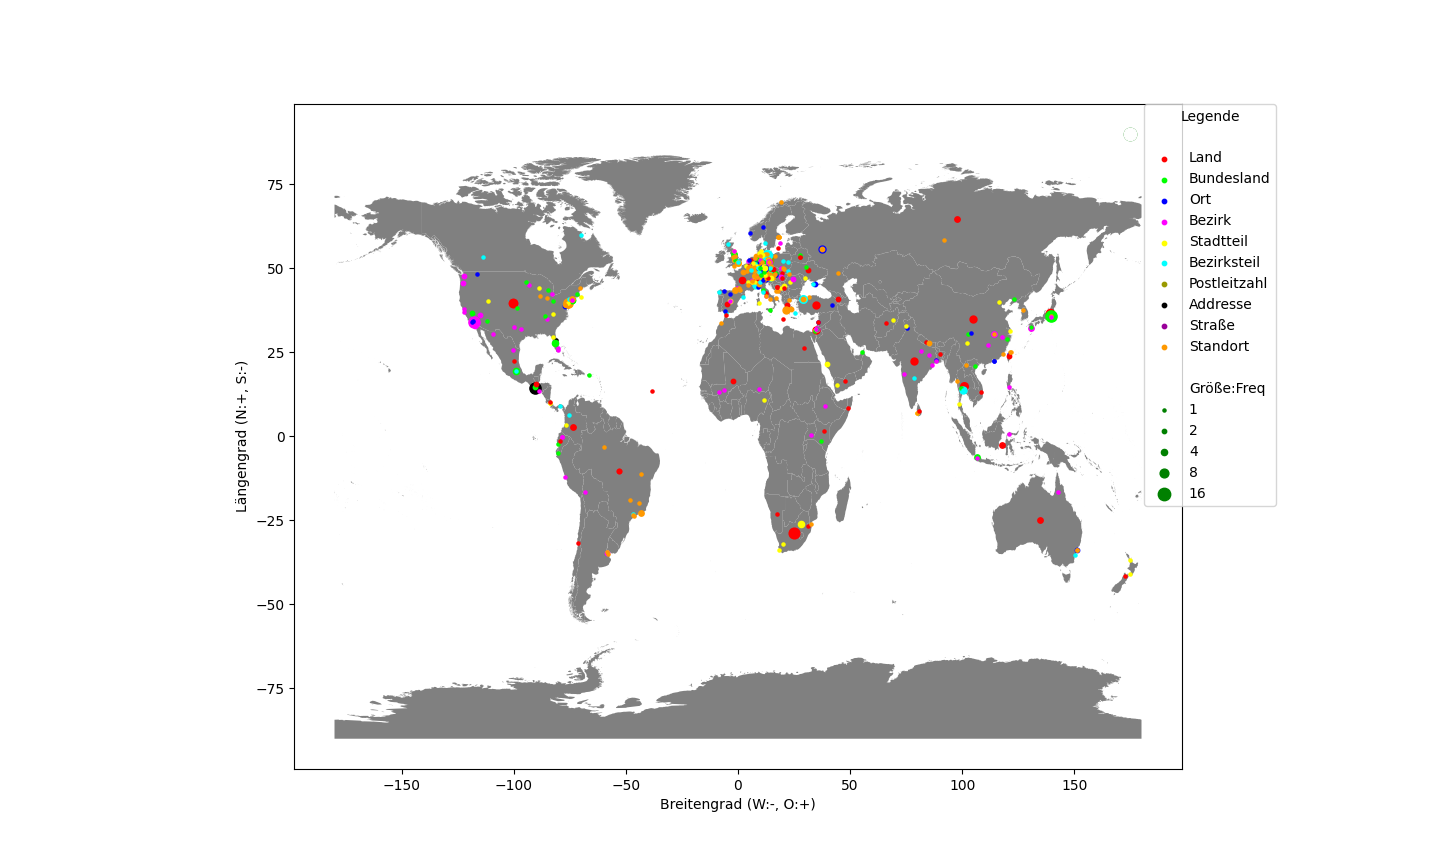 Legende
Land
Bundesland
Ort
Bezirk
Stadtteil
Bezirksteil
Postleitzahl
Addresse
Straße
Standort
Größe:Freq
1
2
4
8
16
75
50
25
0
−25
−50
−75
Längengrad (N:+, S:-)
−150
−100
−50
0
50
100
150
Breitengrad (W:-, O:+)